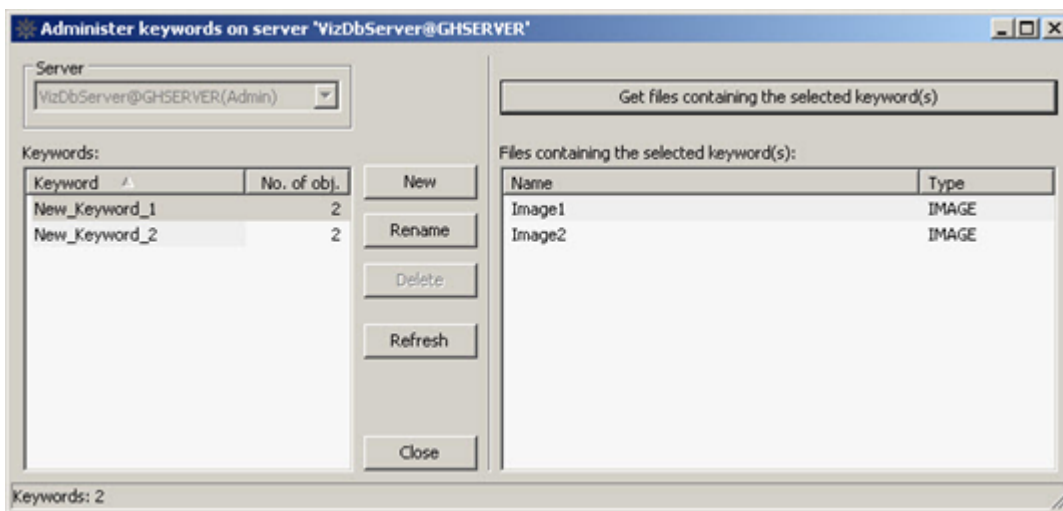 Administer keywords on server 'VizDbServer@GHSERVER'
Server
VizDbServer@GHSERVER(Admin)
Get files containing the selected keyword(s)
Keywords:
Keyword No. of obj.
New_Keyword_1 2
New_Keyword_2 2
New
Rename
Delete
Refresh
Close
Files containing the selected keyword(s):
Name Type
Image1 IMAGE
Image2 IMAGE
Keywords: 2